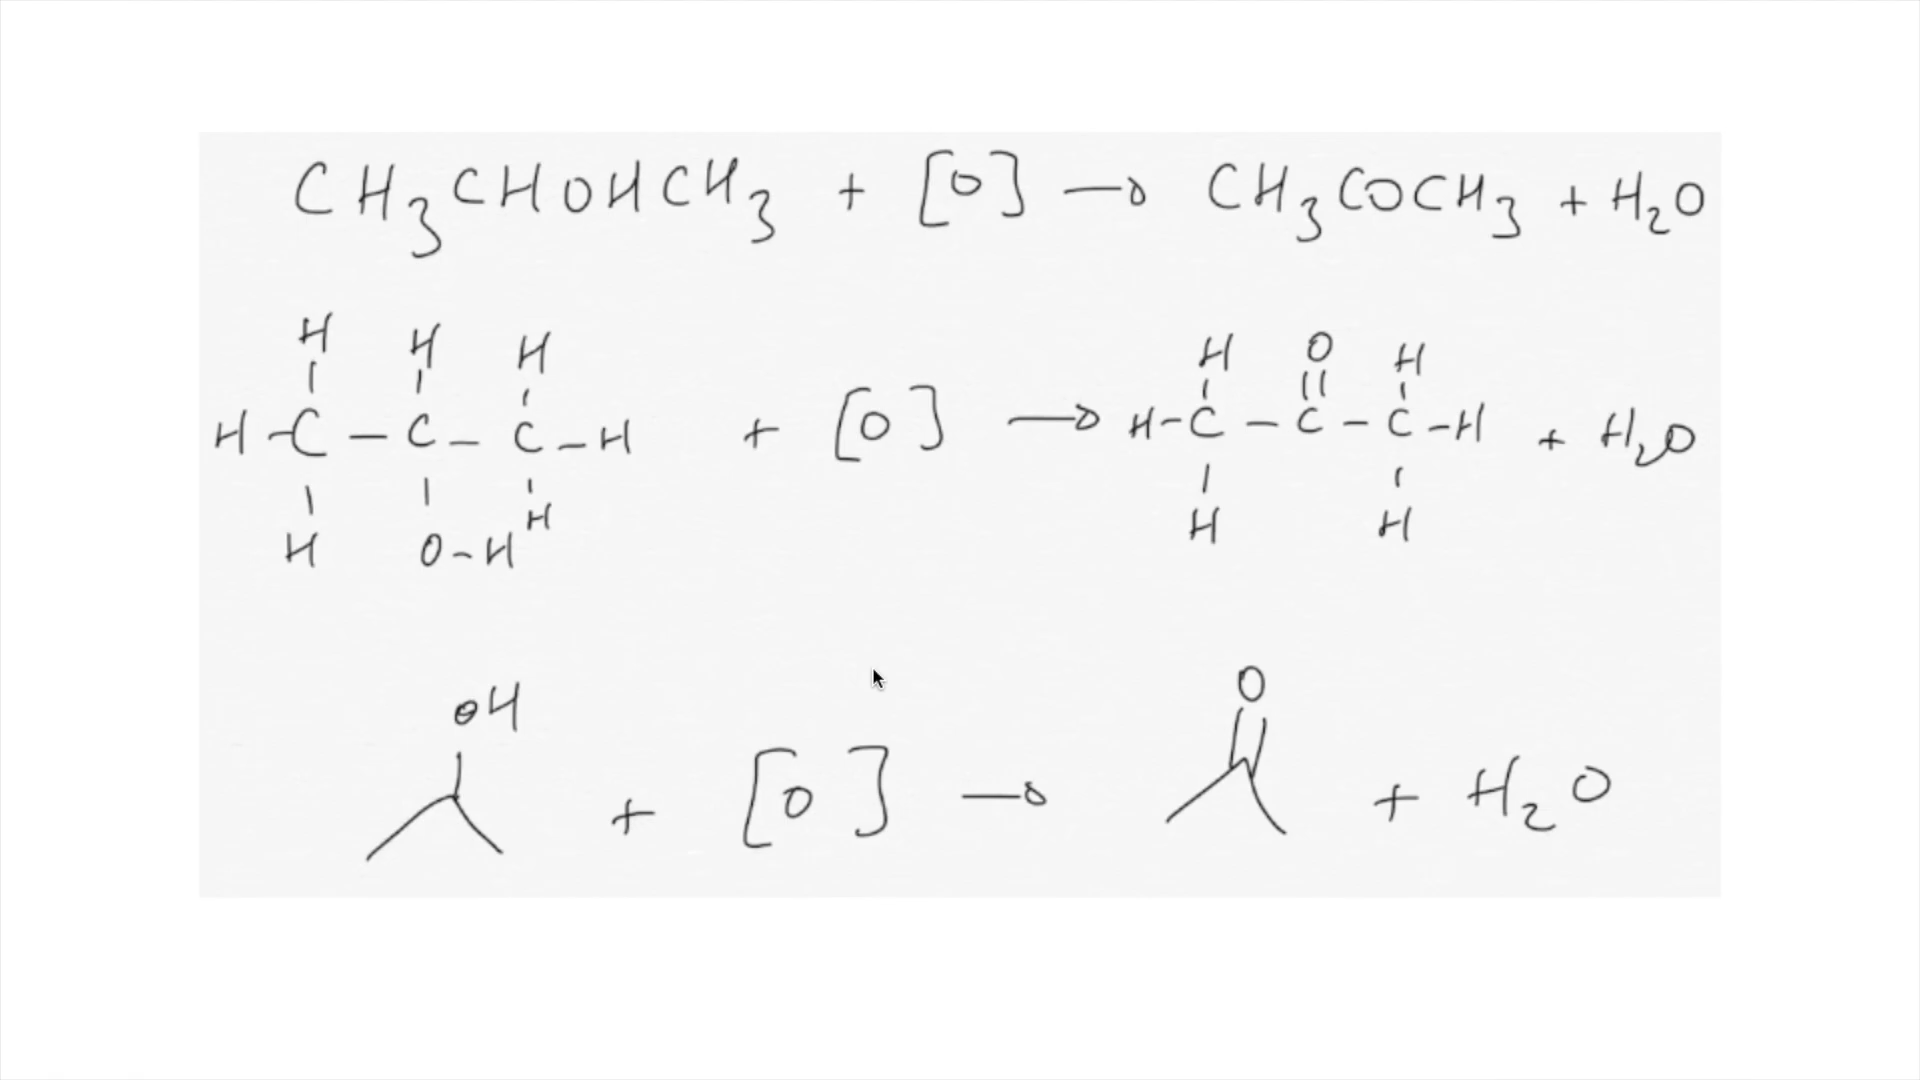 CH₃CHOHCH₃ + [O] → CH₃COCH₃ + H₂O
H H H H O H
H-C-C-C-H + [O] → H-C-C-C-H + H₂O
H O-H H H H
OH O
+ [O] → + H₂O